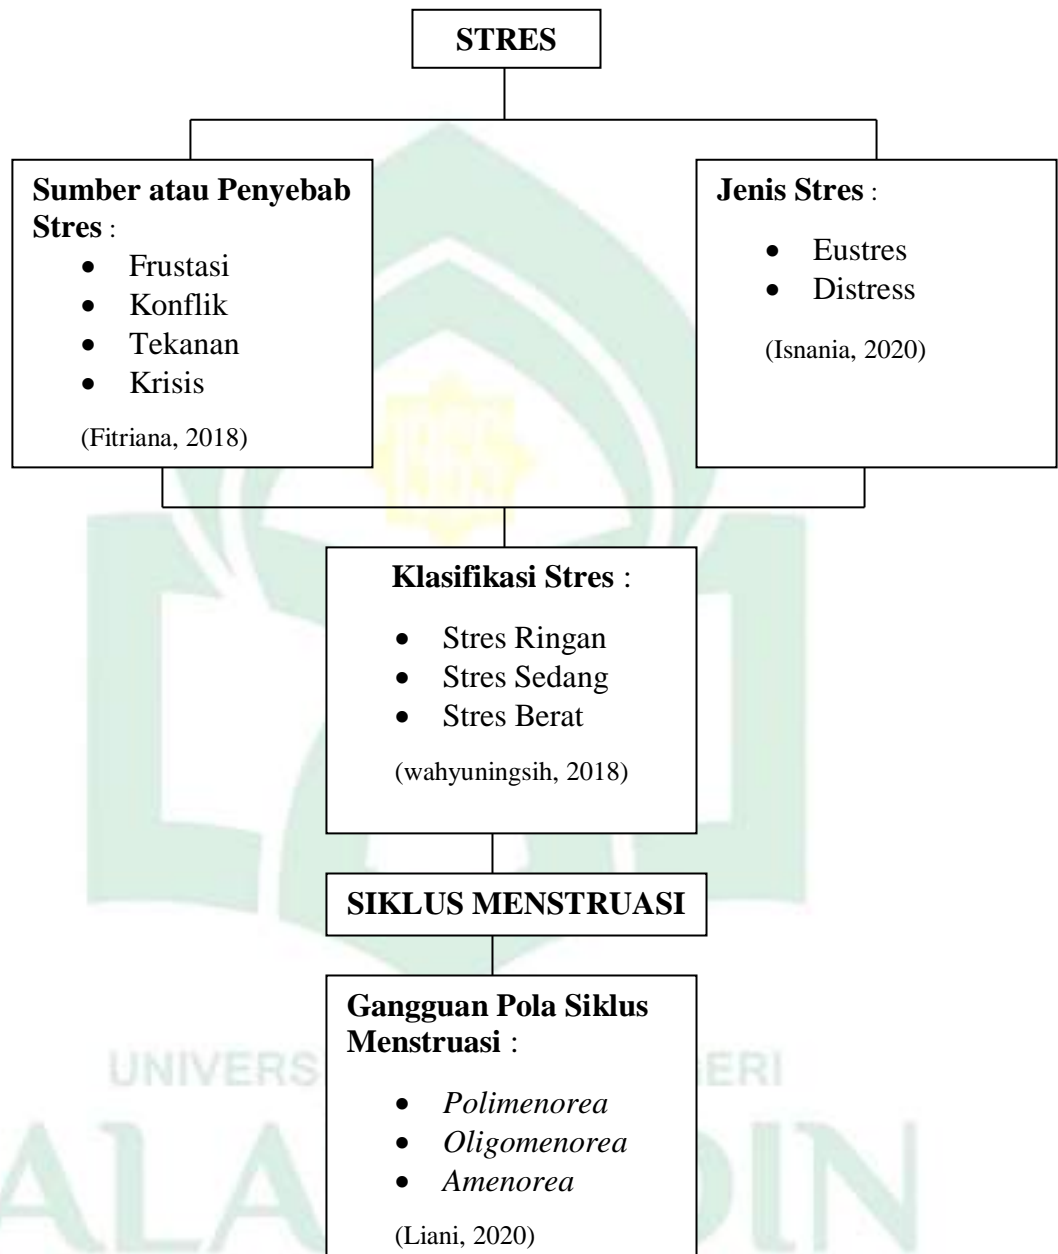 STRES
Sumber atau Penyebab
Stres :
• Frustasi
• Konflik
• Tekanan
• Krisis
(Fitriana, 2018)
Jenis Stres :
• Eustres
• Distress
(Isnania, 2020)
Klasifikasi Stres :
• Stres Ringan
• Stres Sedang
• Stres Berat
(wahyuningsih, 2018)
SIKLUS MENSTRUASI
Gangguan Pola Siklus
Menstruasi :
• Polimenorea
• Oligomenorea
• Amenorea
(Liani, 2020)